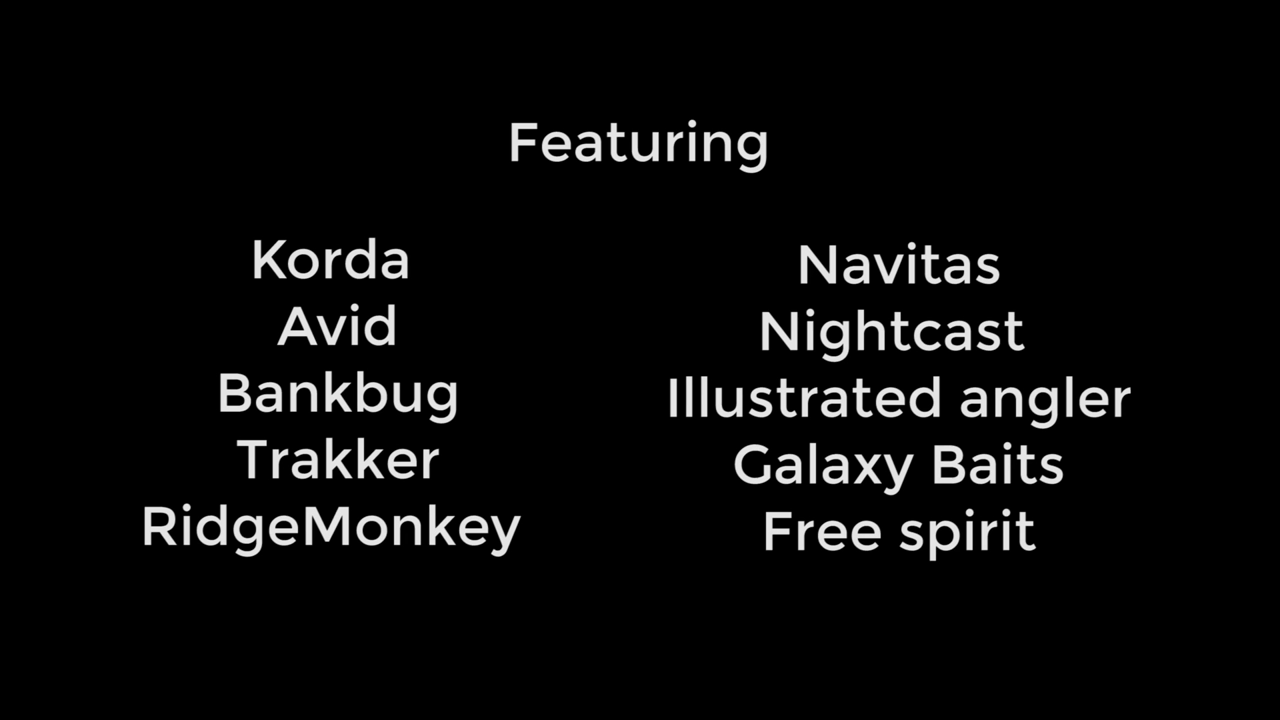 Featuring
Korda
Avid
Bankbug
Trakker
RidgeMonkey
Navitas
Nightcast
Illustrated angler
Galaxy Baits
Free spirit